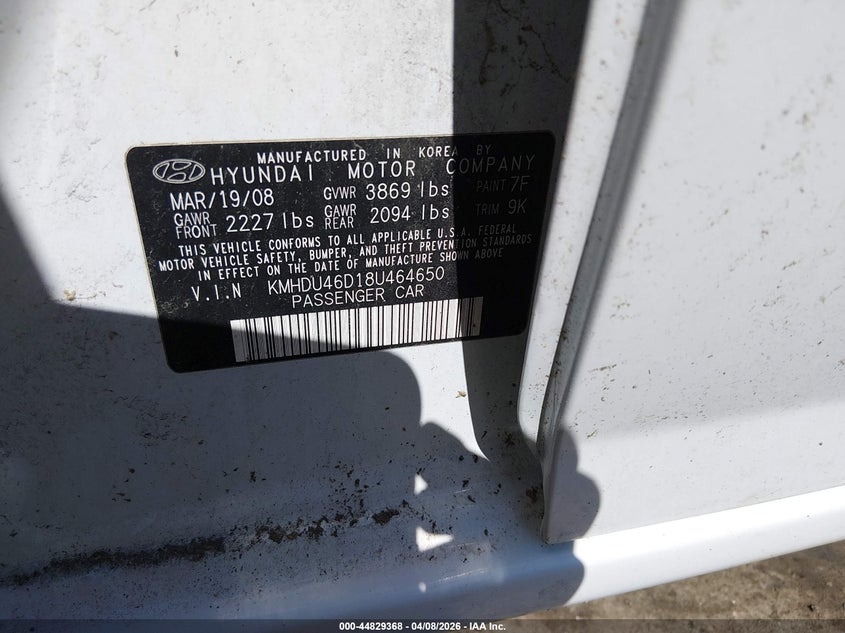 MANUFACTURED IN KOREA BY
HYUNDAI MOTOR COMPANY
MAR/19/08 GVWR 3869 lbs PAINT 7F
GAWR FRONT 2227 lbs GAWR REAR 2094 lbs TRIM 9K
THIS VEHICLE CONFORMS TO ALL APPLICABLE U.S.A. FEDERAL
MOTOR VEHICLE SAFETY, BUMPER, AND THEFT PREVENTION STANDARDS
IN EFFECT ON THE DATE OF MANUFACTURE SHOWN ABOVE
V.I.N KMHDU46D18U464650
PASSENGER CAR
000-44829368 | 04/08/2026 | IAA Inc.